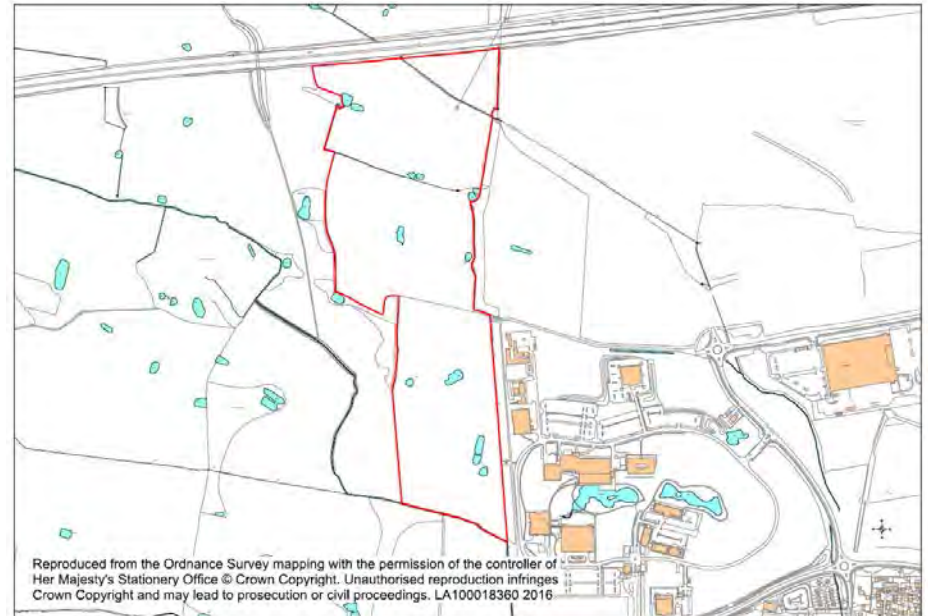 Reproduced from the Ordnance Survey mapping with the permission of the controller of
Her Majesty's Stationery Office © Crown Copyright. Unauthorised reproduction infringes
Crown Copyright and may lead to prosecution or civil proceedings. LA100018360 2016